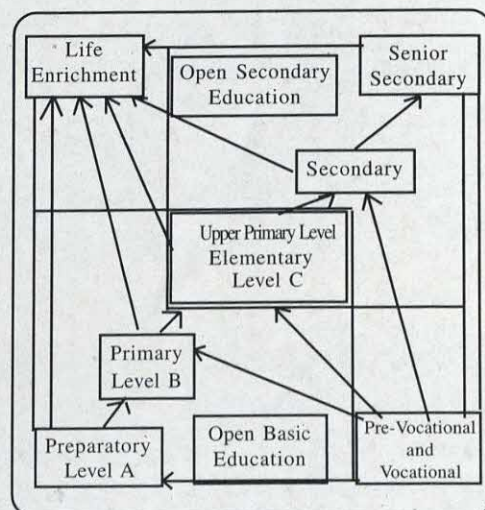 Life
Enrichment
Open Secondary
Education
Senior
Secondary
Secondary
Upper Primary Level
Elementary
Level C
Primary
Level B
Preparatory
Level A
Open Basic
Education
Pre-Vocational
and
Vocational